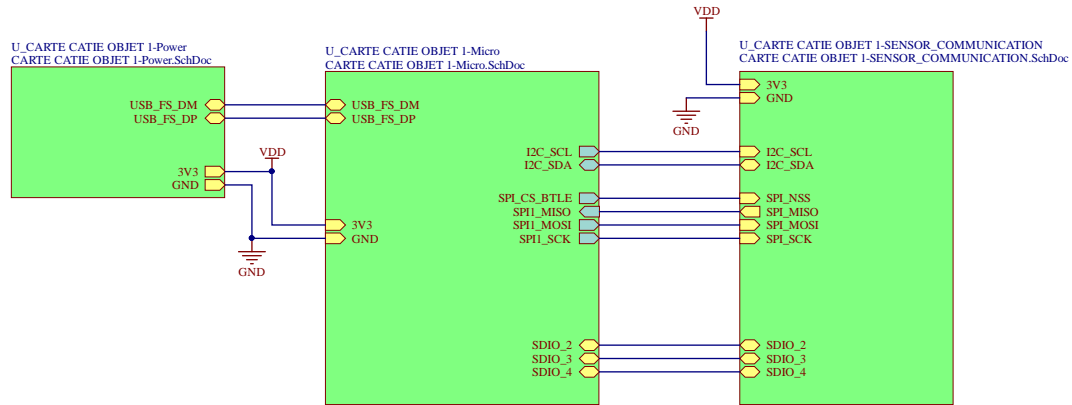 U_CARTE CATIE OBJET 1-Power
CARTE CATIE OBJET 1-Power.SchDoc
USB_FS_DM
USB_FS_DP
3V3
GND
VDD
GND
U_CARTE CATIE OBJET 1-Micro
CARTE CATIE OBJET 1-Micro.SchDoc
USB_FS_DM
USB_FS_DP
3V3
GND
I2C_SCL
I2C_SDA
SPI_CS_BTLE
SPI1_MISO
SPI1_MOSI
SPI1_SCK
SDIO_2
SDIO_3
SDIO_4
VDD
GND
U_CARTE CATIE OBJET 1-SENSOR_COMMUNICATION
CARTE CATIE OBJET 1-SENSOR_COMMUNICATION.SchDoc
3V3
GND
I2C_SCL
I2C_SDA
SPI_NSS
SPI_MISO
SPI_MOSI
SPI_SCK
SDIO_2
SDIO_3
SDIO_4